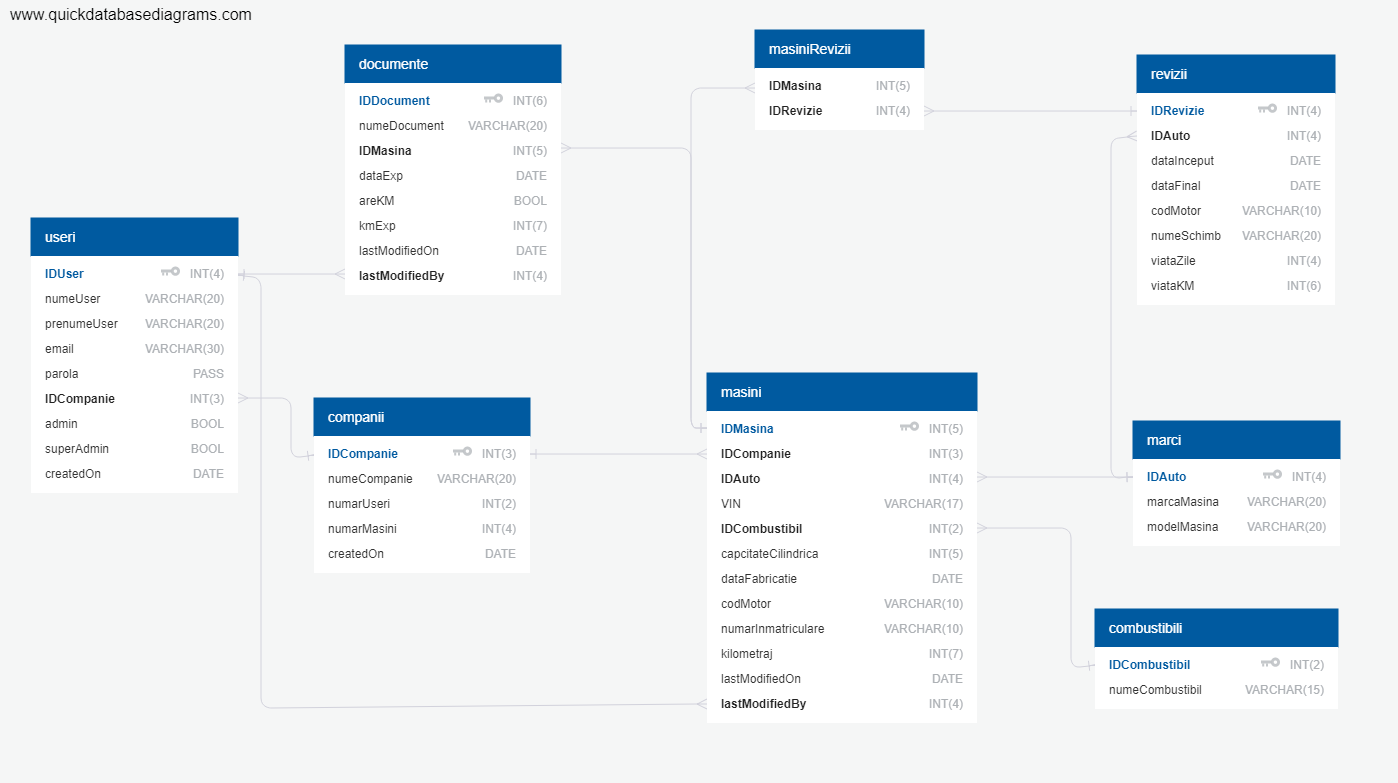 www.quickdatabasediagrams.com
documente
IDDocument INT(6)
numeDocument VARCHAR(20)
IDMasina INT(5)
dataExp DATE
areKM BOOL
kmExp INT(7)
lastModifiedOn DATE
lastModifiedBy INT(4)
masiniRevizii
IDMasina INT(5)
IDRevizie INT(4)
revizii
IDRevizie INT(4)
IDAuto INT(4)
dataInceput DATE
dataFinal DATE
codMotor VARCHAR(10)
numeSchimb VARCHAR(20)
viataZile INT(4)
viataKM INT(6)
useri
IDUser INT(4)
numeUser VARCHAR(20)
prenumeUser VARCHAR(20)
email VARCHAR(30)
parola PASS
IDCompanie INT(3)
admin BOOL
superAdmin BOOL
createdOn DATE
companii
IDCompanie INT(3)
numeCompanie VARCHAR(20)
numarUseri INT(2)
numarMasini INT(4)
createdOn DATE
masini
IDMasina INT(5)
IDCompanie INT(3)
IDAuto INT(4)
VIN VARCHAR(17)
IDCombustibil INT(2)
capcitateCilindrica INT(5)
dataFabricatie DATE
codMotor VARCHAR(10)
numarInmatriculare VARCHAR(10)
kilometraj INT(7)
lastModifiedOn DATE
lastModifiedBy INT(4)
marci
IDAuto INT(4)
marcaMasina VARCHAR(20)
modelMasina VARCHAR(20)
combustibili
IDCombustibil INT(2)
numeCombustibil VARCHAR(15)